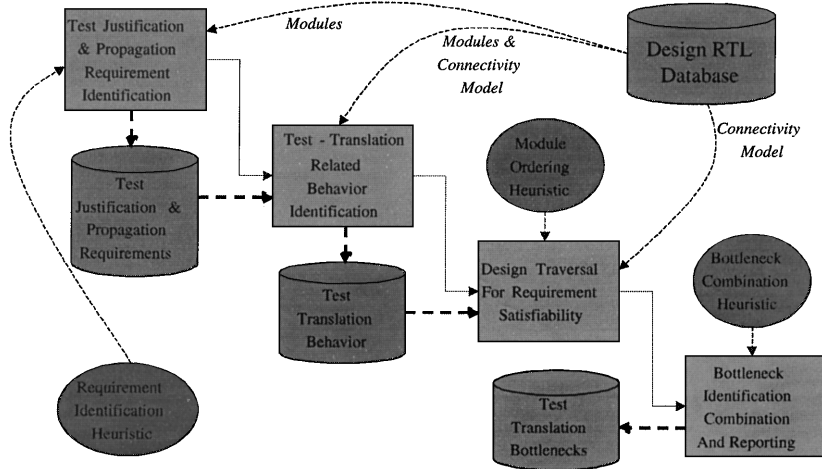 Test Justification
& Propagation
Requirement
Identification
Modules
Modules &
Connectivity
Model
Design RTL
Database
Connectivity
Model
Test
Justification &
Propagation
Requirements
Test - Translation
Related
Behavior
Identification
Module
Ordering
Heuristic
Test
Translation
Behavior
Design Traversal
For Requirement
Satisfiability
Bottleneck
Combination
Heuristic
Requirement
Identification
Heuristic
Test
Translation
Bottlenecks
Bottleneck
Identification
Combination
And Reporting